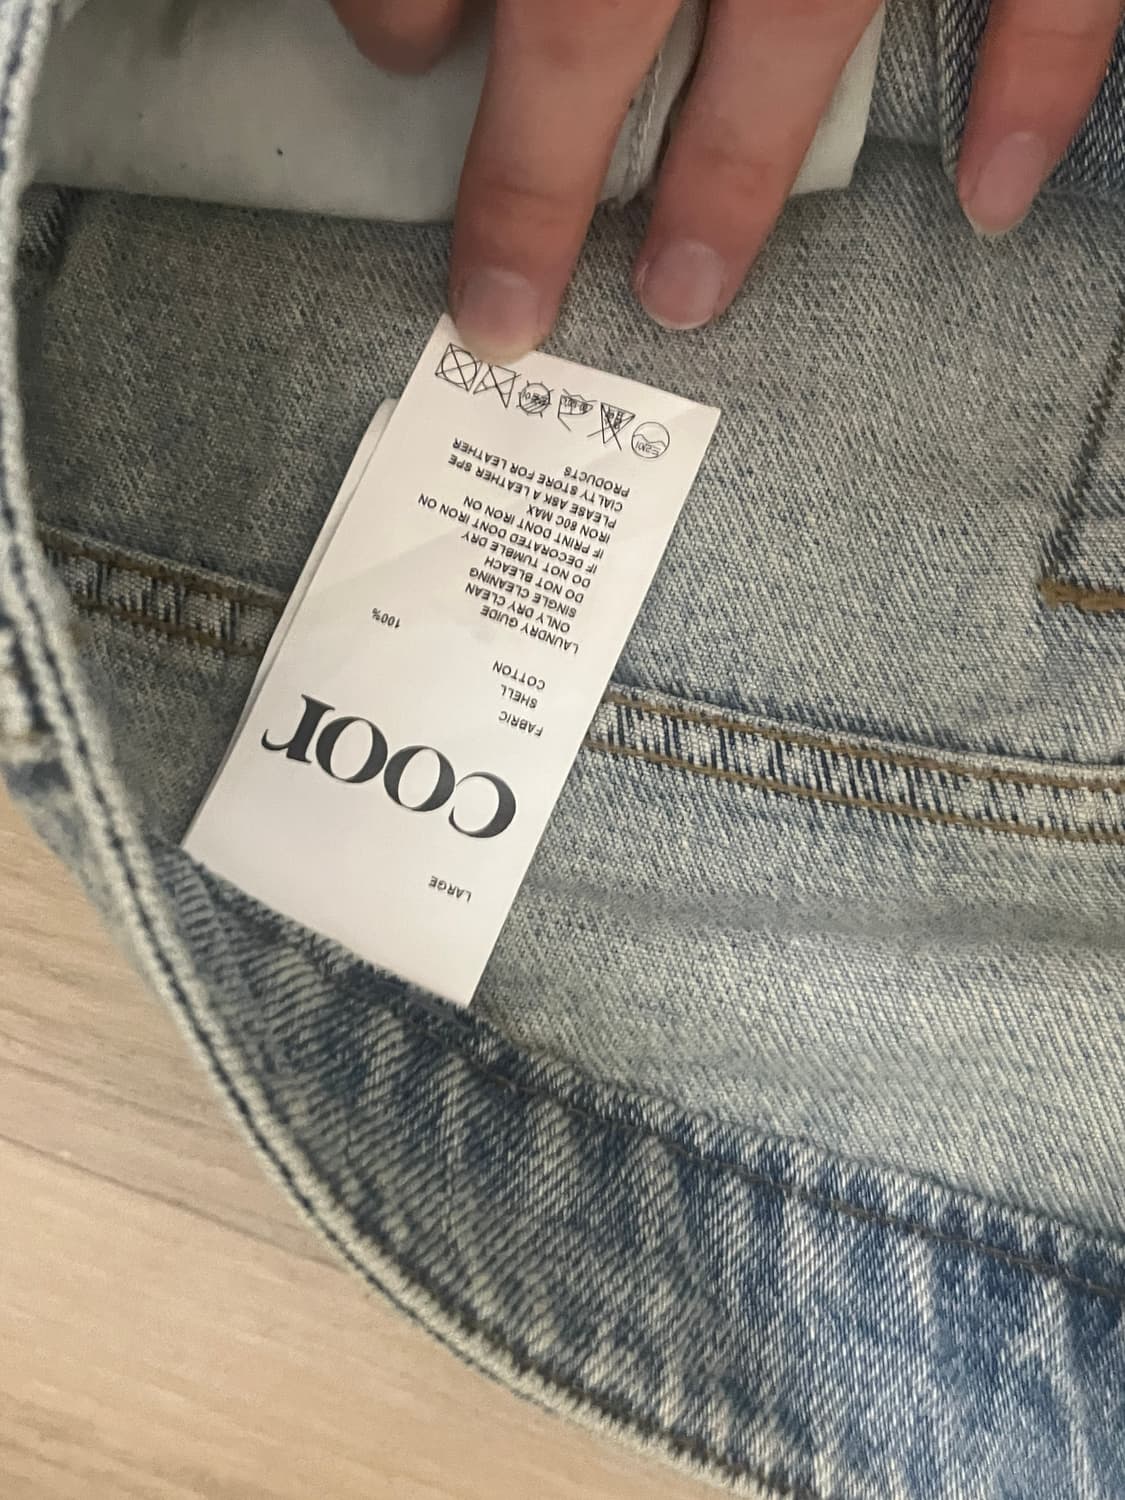 LARGE
COOR
FABRIC
SHELL
COTTON 100%
LAUNDRY GUIDE
ONLY DRY CLEAN
SINGLE CLEANING
DO NOT BLEACH
DO NOT TUMBLE DRY
IF DECORATED DONT IRON ON
IF PRINT DONT IRON ON
IRON 80C MAX
PLEASE ASK A LEATHER SPE
CIALTY STORE FOR LEATHER
PRODUCTS